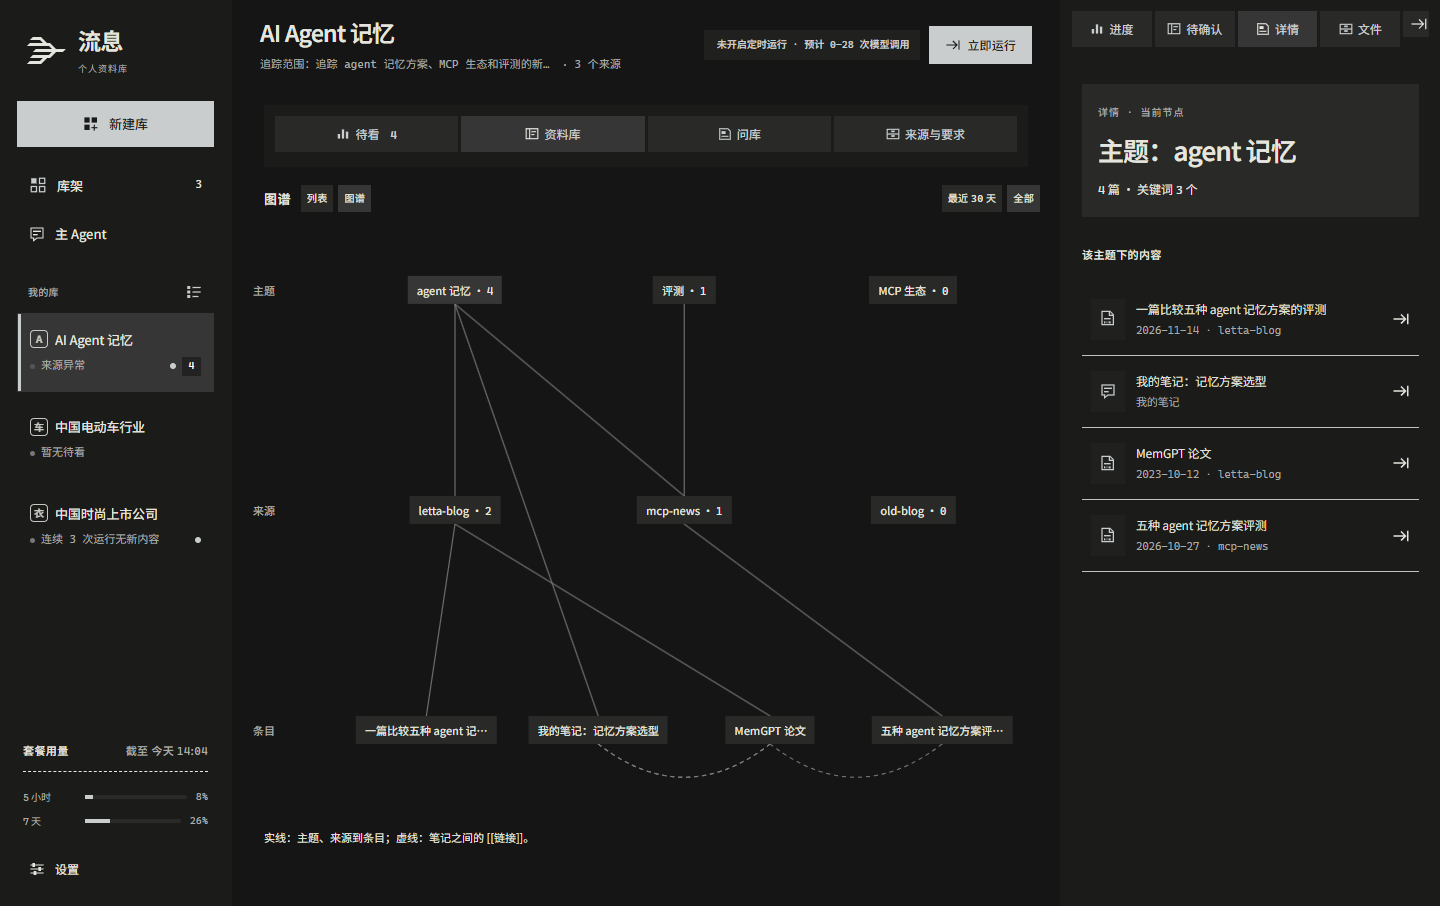 流息
个人资料库
新建库
库架 3
主 Agent
我的库
A AI Agent 记忆
来源异常 4
车 中国电动车行业
暂无待看
衣 中国时尚上市公司
连续 3 次运行无新内容
套餐用量 截至 今天 14:04
5 小时 8%
7 天 26%
设置
AI Agent 记忆
追踪范围：追踪 agent 记忆方案、MCP 生态和评测的新… · 3 个来源
未开启定时运行 · 预计 0–28 次模型调用
立即运行
待看 4
资料库
问库
来源与要求
图谱 列表 图谱
最近 30 天 全部
主题
agent 记忆 · 4
评测 · 1
MCP 生态 · 0
来源
letta-blog · 2
mcp-news · 1
old-blog · 0
条目
一篇比较五种 agent 记…
我的笔记：记忆方案选型
MemGPT 论文
五种 agent 记忆方案评…
实线：主题、来源到条目；虚线：笔记之间的 [[链接]]。
进度
待确认
详情
文件
详情 · 当前节点
主题：agent 记忆
4 篇 · 关键词 3 个
该主题下的内容
一篇比较五种 agent 记忆方案的评测
2026-11-14 · letta-blog
我的笔记：记忆方案选型
我的笔记
MemGPT 论文
2023-10-12 · letta-blog
五种 agent 记忆方案评测
2026-10-27 · mcp-news